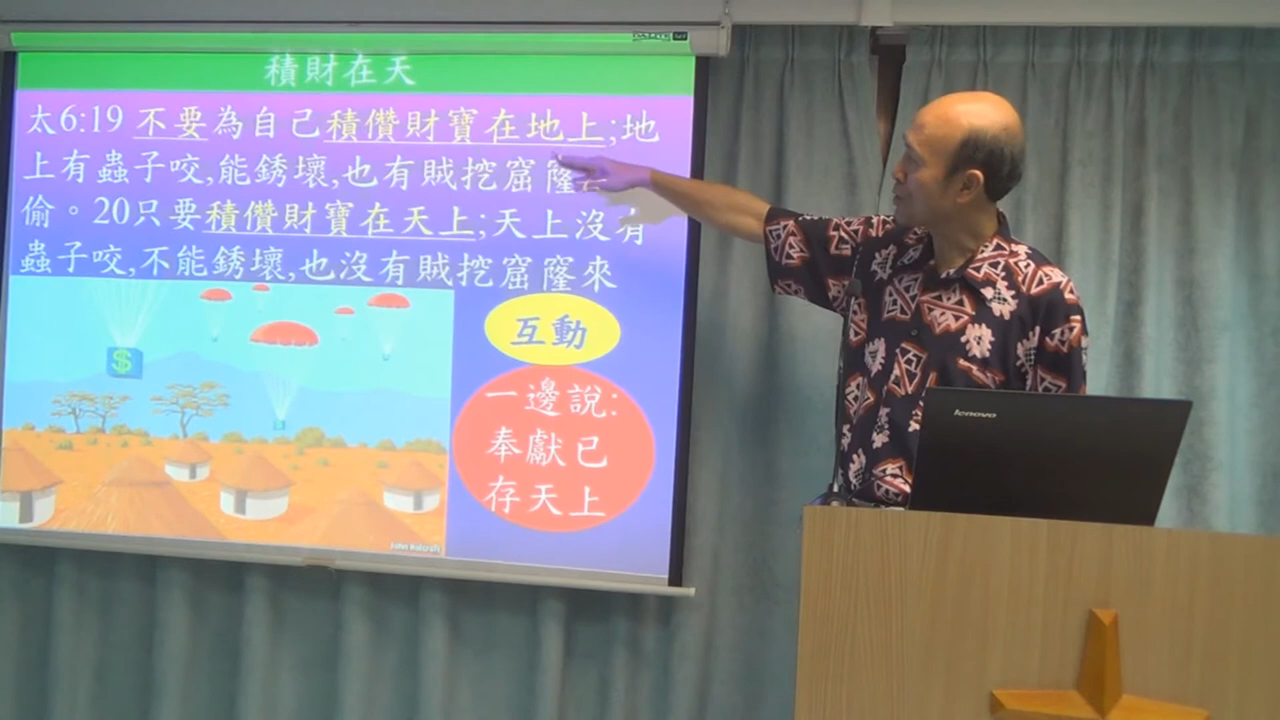 積財在天
太6:19 不要為自己積儹財寶在地上;地
上有蟲子咬,能銹壞,也有賊挖窟窿
偷。20只要積儹財寶在天上;天上沒有
蟲子咬,不能銹壞,也沒有賊挖窟窿來
$
$
互動
一邊說:
奉獻已
存天上
John Holcroft
lenovo